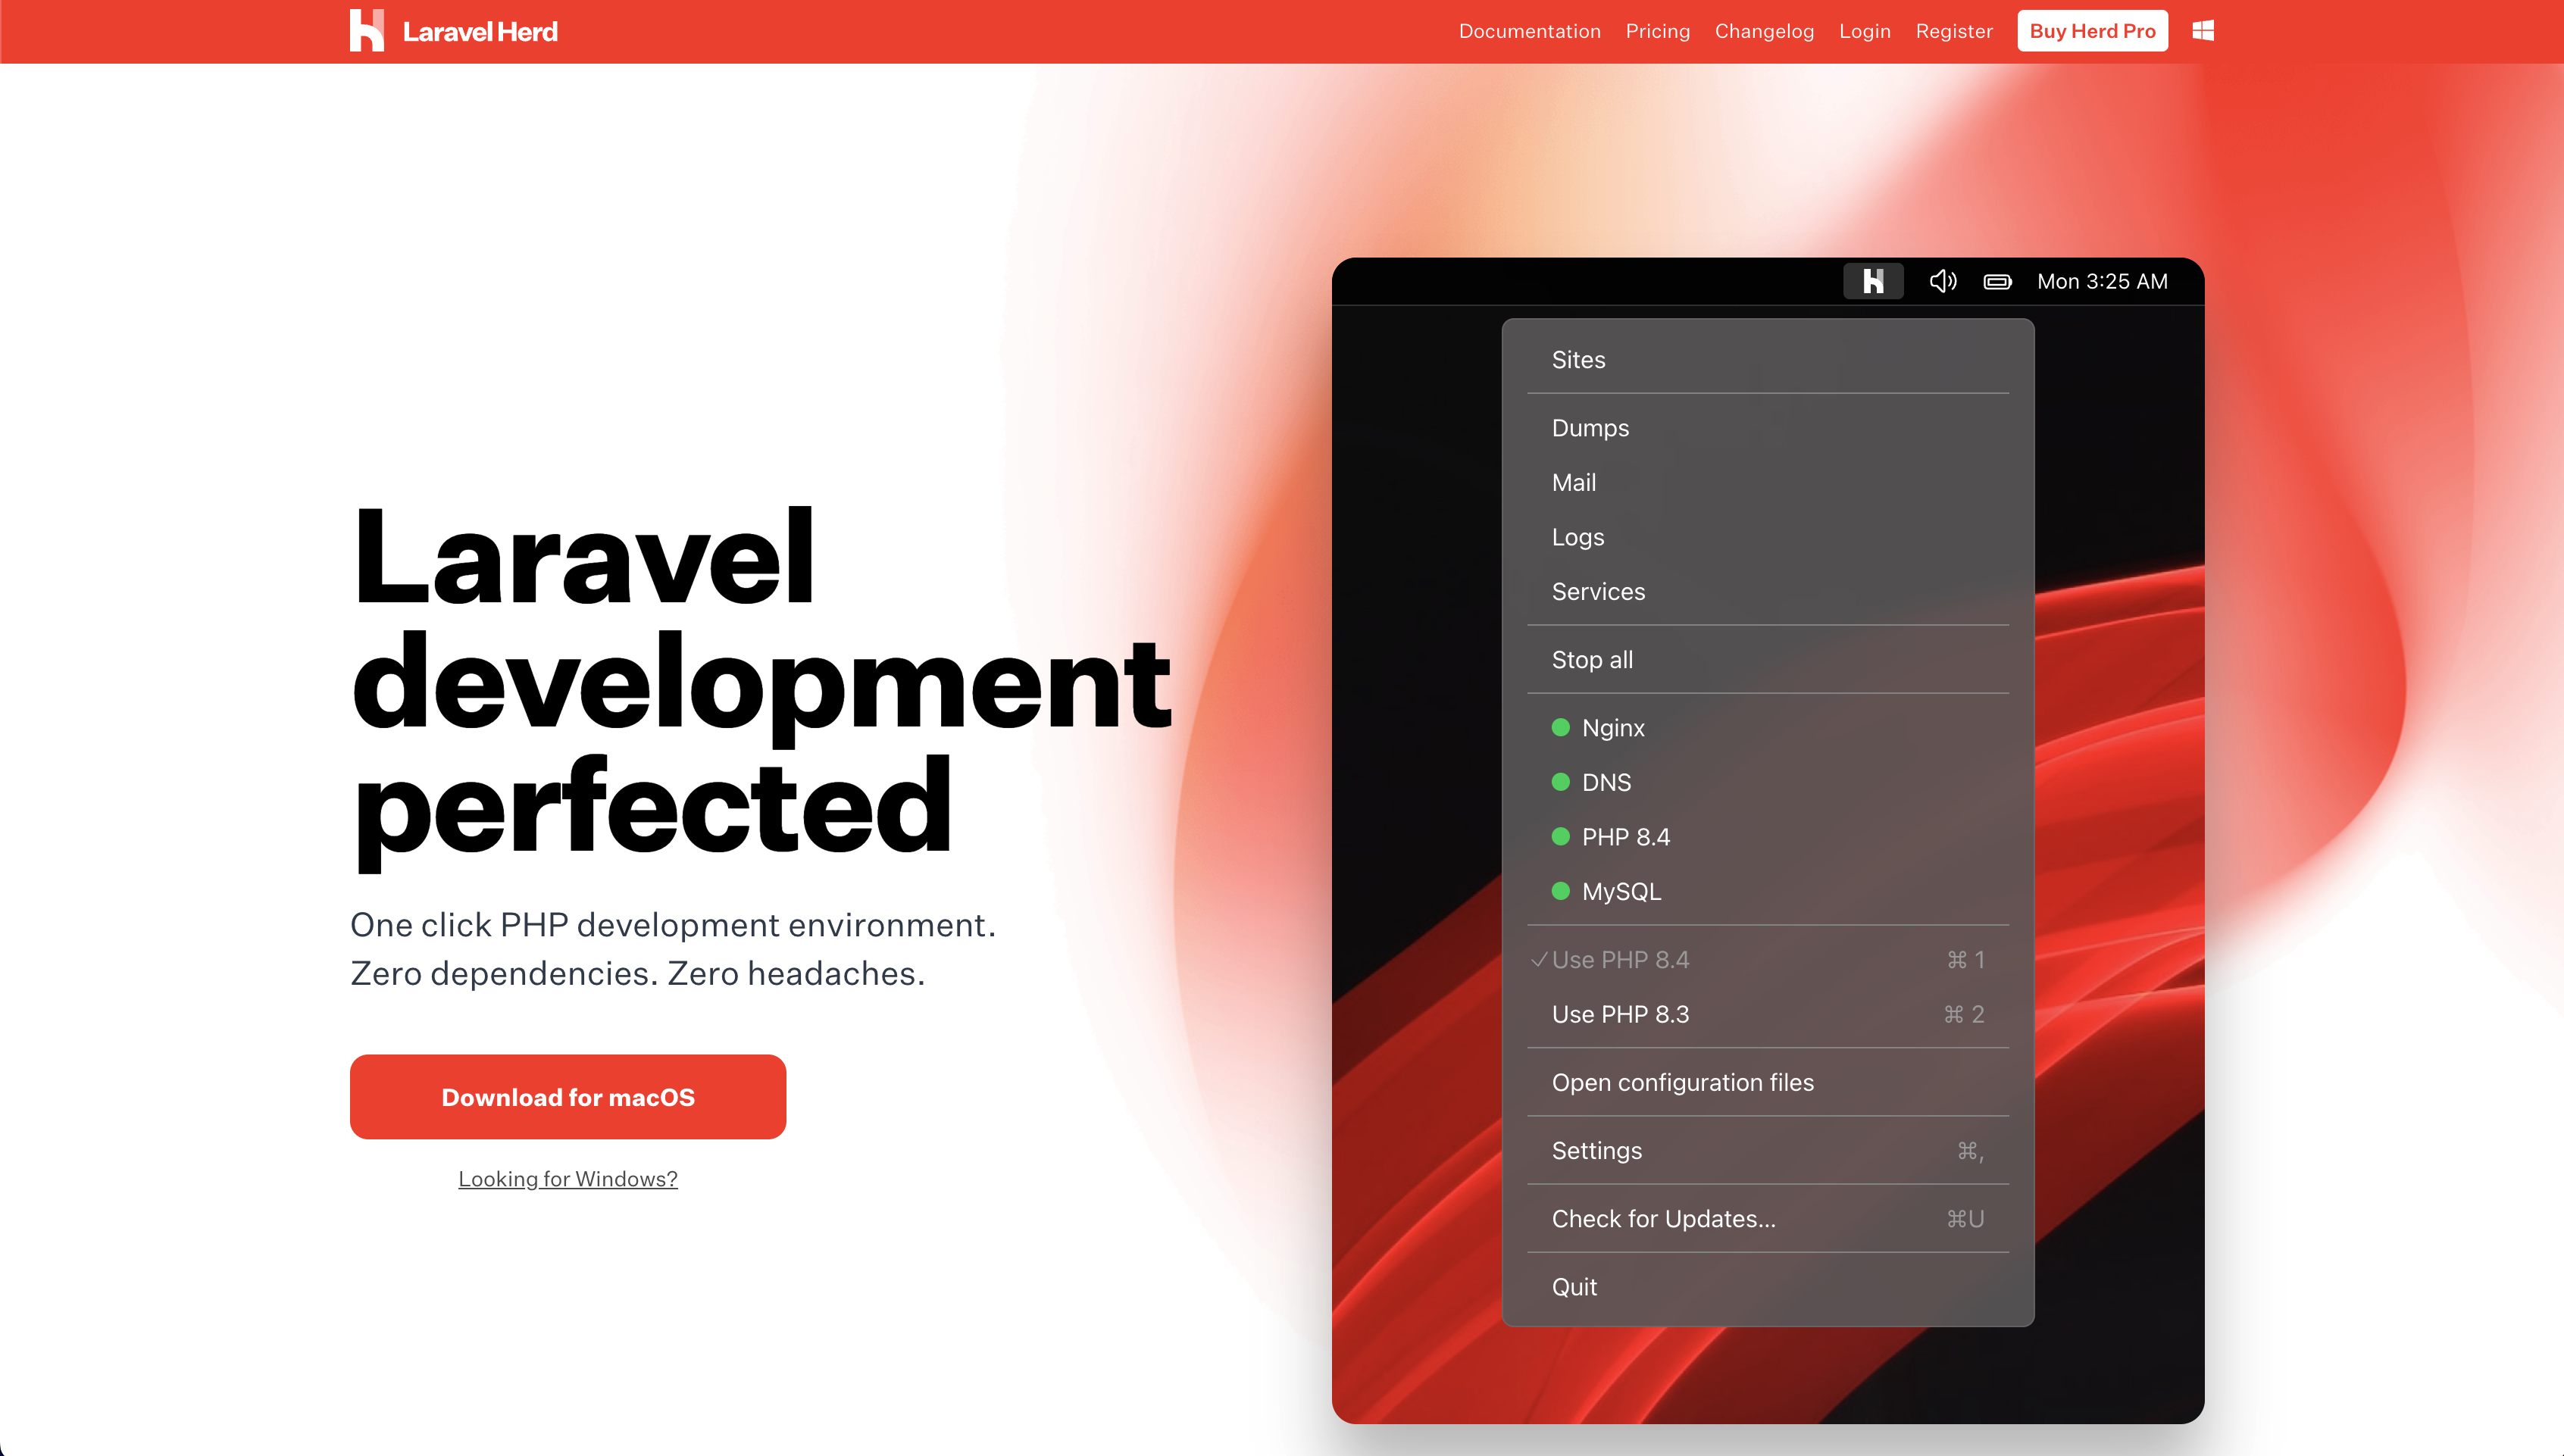 Laravel Herd
Documentation Pricing Changelog Login Register Buy Herd Pro
Laravel
development
perfected
One click PHP development environment.
Zero dependencies. Zero headaches.
Download for macOS
Looking for Windows?
Mon 3:25 AM
Sites
Dumps
Mail
Logs
Services
Stop all
Nginx
DNS
PHP 8.4
MySQL
Use PHP 8.4 ⌘ 1
Use PHP 8.3 ⌘ 2
Open configuration files
Settings ⌘,
Check for Updates... ⌘U
Quit